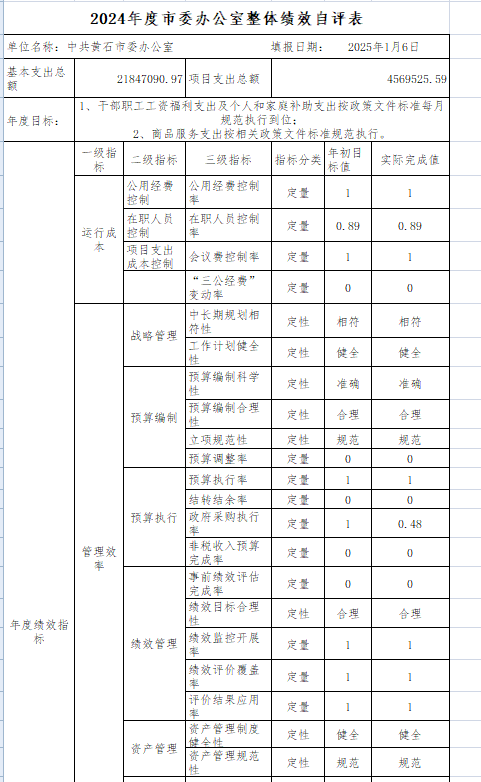 2024年度市委办公室整体绩效自评表
单位名称：中共黄石市委办公室 填报日期： 2025年1月6日
基本支出总额 21847090.97 项目支出总额 4569525.59
年度目标： 1、干部职工工资福利支出及个人和家庭补助支出按政策文件标准每月规范执行到位；
2、商品服务支出按相关政策文件标准规范执行。
一级指标 二级指标 三级指标 指标分类 年初目标值 实际完成值
年度绩效指标
运行成本
公用经费控制 公用经费控制率 定量 1 1
在职人员控制 在职人员控制率 定量 0.89 0.89
项目支出成本控制 会议费控制率 定量 1 1
“三公经费”变动率 定量 0 0
管理效率
战略管理 中长期规划相符性 定性 相符 相符
工作计划健全性 定性 健全 健全
预算编制 预算编制科学性 定性 准确 准确
预算编制合理性 定性 合理 合理
立项规范性 定性 规范 规范
预算调整率 定量 0 0
预算执行 预算执行率 定量 1 1
结转结余率 定量 0 0
政府采购执行率 定量 1 0.48
非税收入预算完成率 定量 0 0
绩效管理 事前绩效评估完成率 定量 0 0
绩效目标合理性 定性 合理 合理
绩效监控开展率 定量 1 1
绩效评价覆盖率 定量 1 1
评价结果应用率 定量 1 1
资产管理 资产管理制度健全性 定性 健全 健全
资产管理规范性 定性 规范 规范